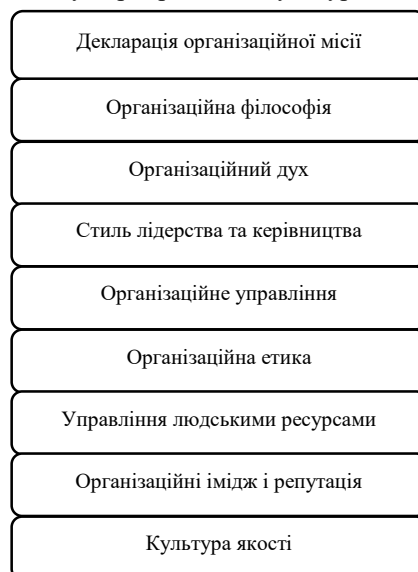 Декларація організаційної місії
Організаційна філософія
Організаційний дух
Стиль лідерства та керівництва
Організаційне управління
Організаційна етика
Управління людськими ресурсами
Організаційні імідж і репутація
Культура якості